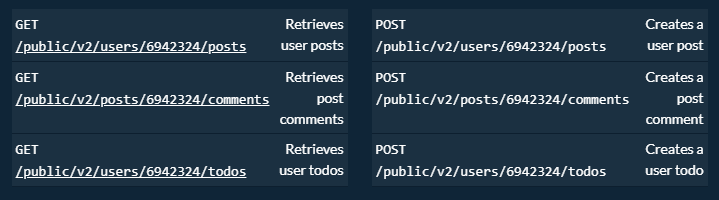 GET Retrieves
/public/v2/users/6942324/posts user posts
GET Retrieves
/public/v2/posts/6942324/comments post
comments
GET Retrieves
/public/v2/users/6942324/todos user todos
POST Creates a
/public/v2/users/6942324/posts user post
POST Creates a
/public/v2/posts/6942324/comments post
comment
POST Creates a
/public/v2/users/6942324/todos user todo